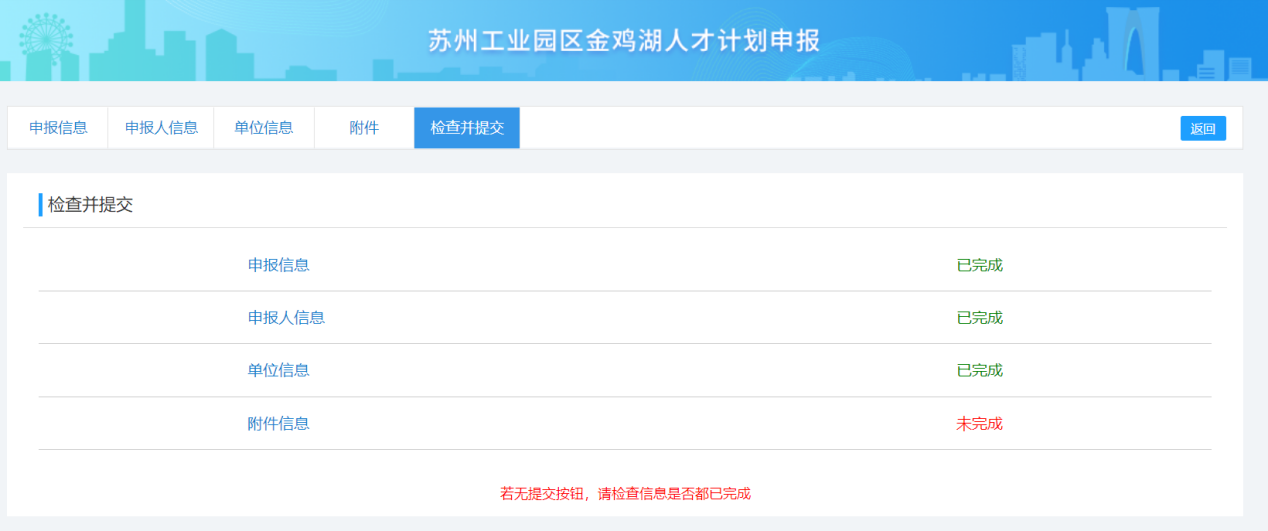 苏州工业园区金鸡湖人才计划申报
申报信息 申报人信息 单位信息 附件 检查并提交 返回
检查并提交
申报信息 已完成
申报人信息 已完成
单位信息 已完成
附件信息 未完成
若无提交按钮，请检查信息是否都已完成